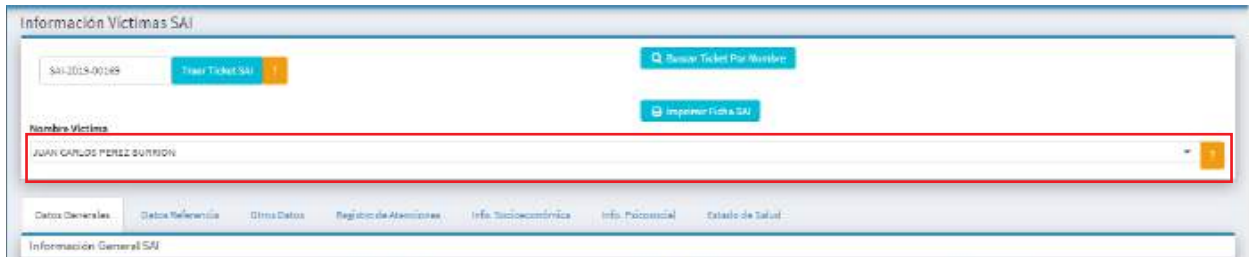 Información Víctimas SAI
SAI-2019-00169 Traer Ticket SAI ? Buscar Ticket Por Nombre
Imprimir Ficha SAI
Nombre Víctima
JUAN CARLOS PEREZ BURRION ?
Datos Generales Datos Referencia Otros Datos Registro de Atenciones Info. Socioeconómica Info. Psicosocial Estado de Salud
Información General SAI